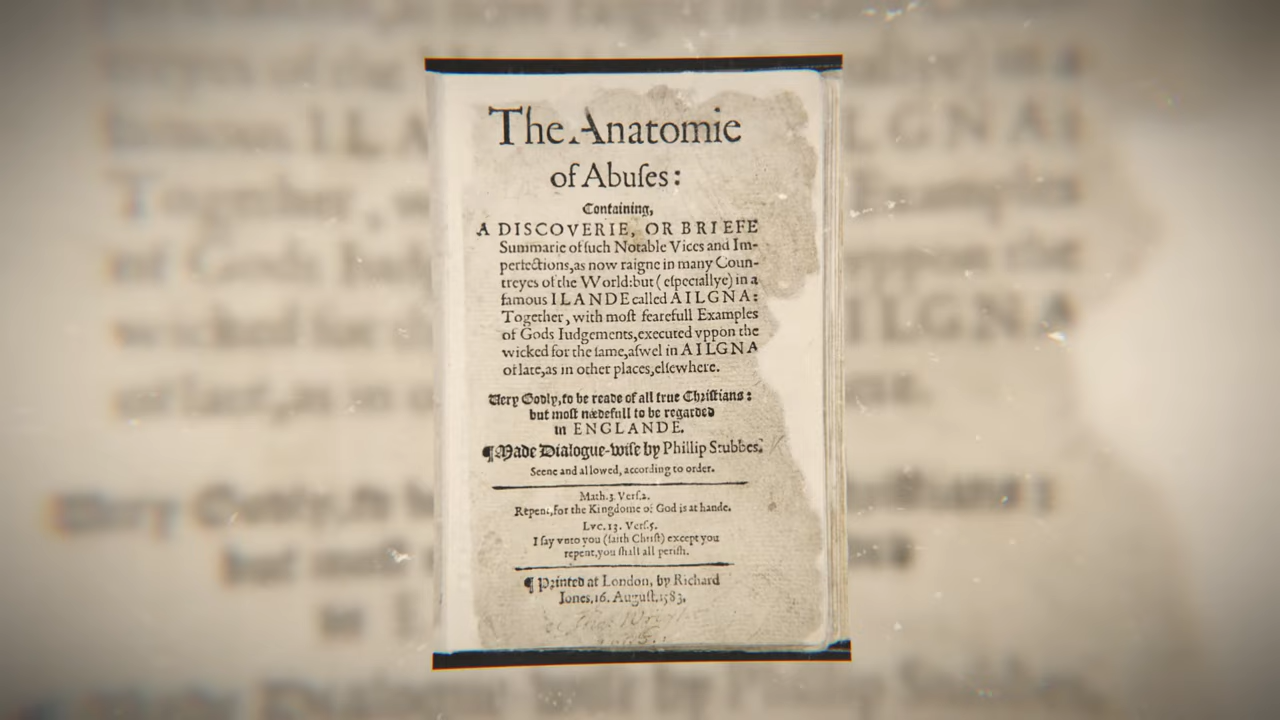 The Anatomie
of Abuſes:
Containing,
A DISCOVERIE, OR BRIEFE
Summarie of ſuch Notable Vices and Im-
perfections, as now raigne in many Coun-
treyes of the World: but (eſpeciallye) in a
famous ILANDE called AILGNA:
Together, with moſt fearefull Examples
of Gods Iudgements, executed vppon the
wicked for the ſame, aſwel in AILGNA
of late, as in other places, elſewhere.
Very Godly, to be reade of all true Chriſtians:
but moſt needefull to be regarded
in ENGLANDE.
¶Made Dialogue-wiſe by Phillip Stubbes.
Seene and allowed, according to order.
Math.3. Verſ.2.
Repent, for the Kingdome of God is at hande.
Lvc.13. Verſ.5.
I ſay vnto you (ſaith Chriſt) except you
repent, you ſhall all periſh.
¶Printed at London, by Richard
Jones, 16. Auguſt. 1583.